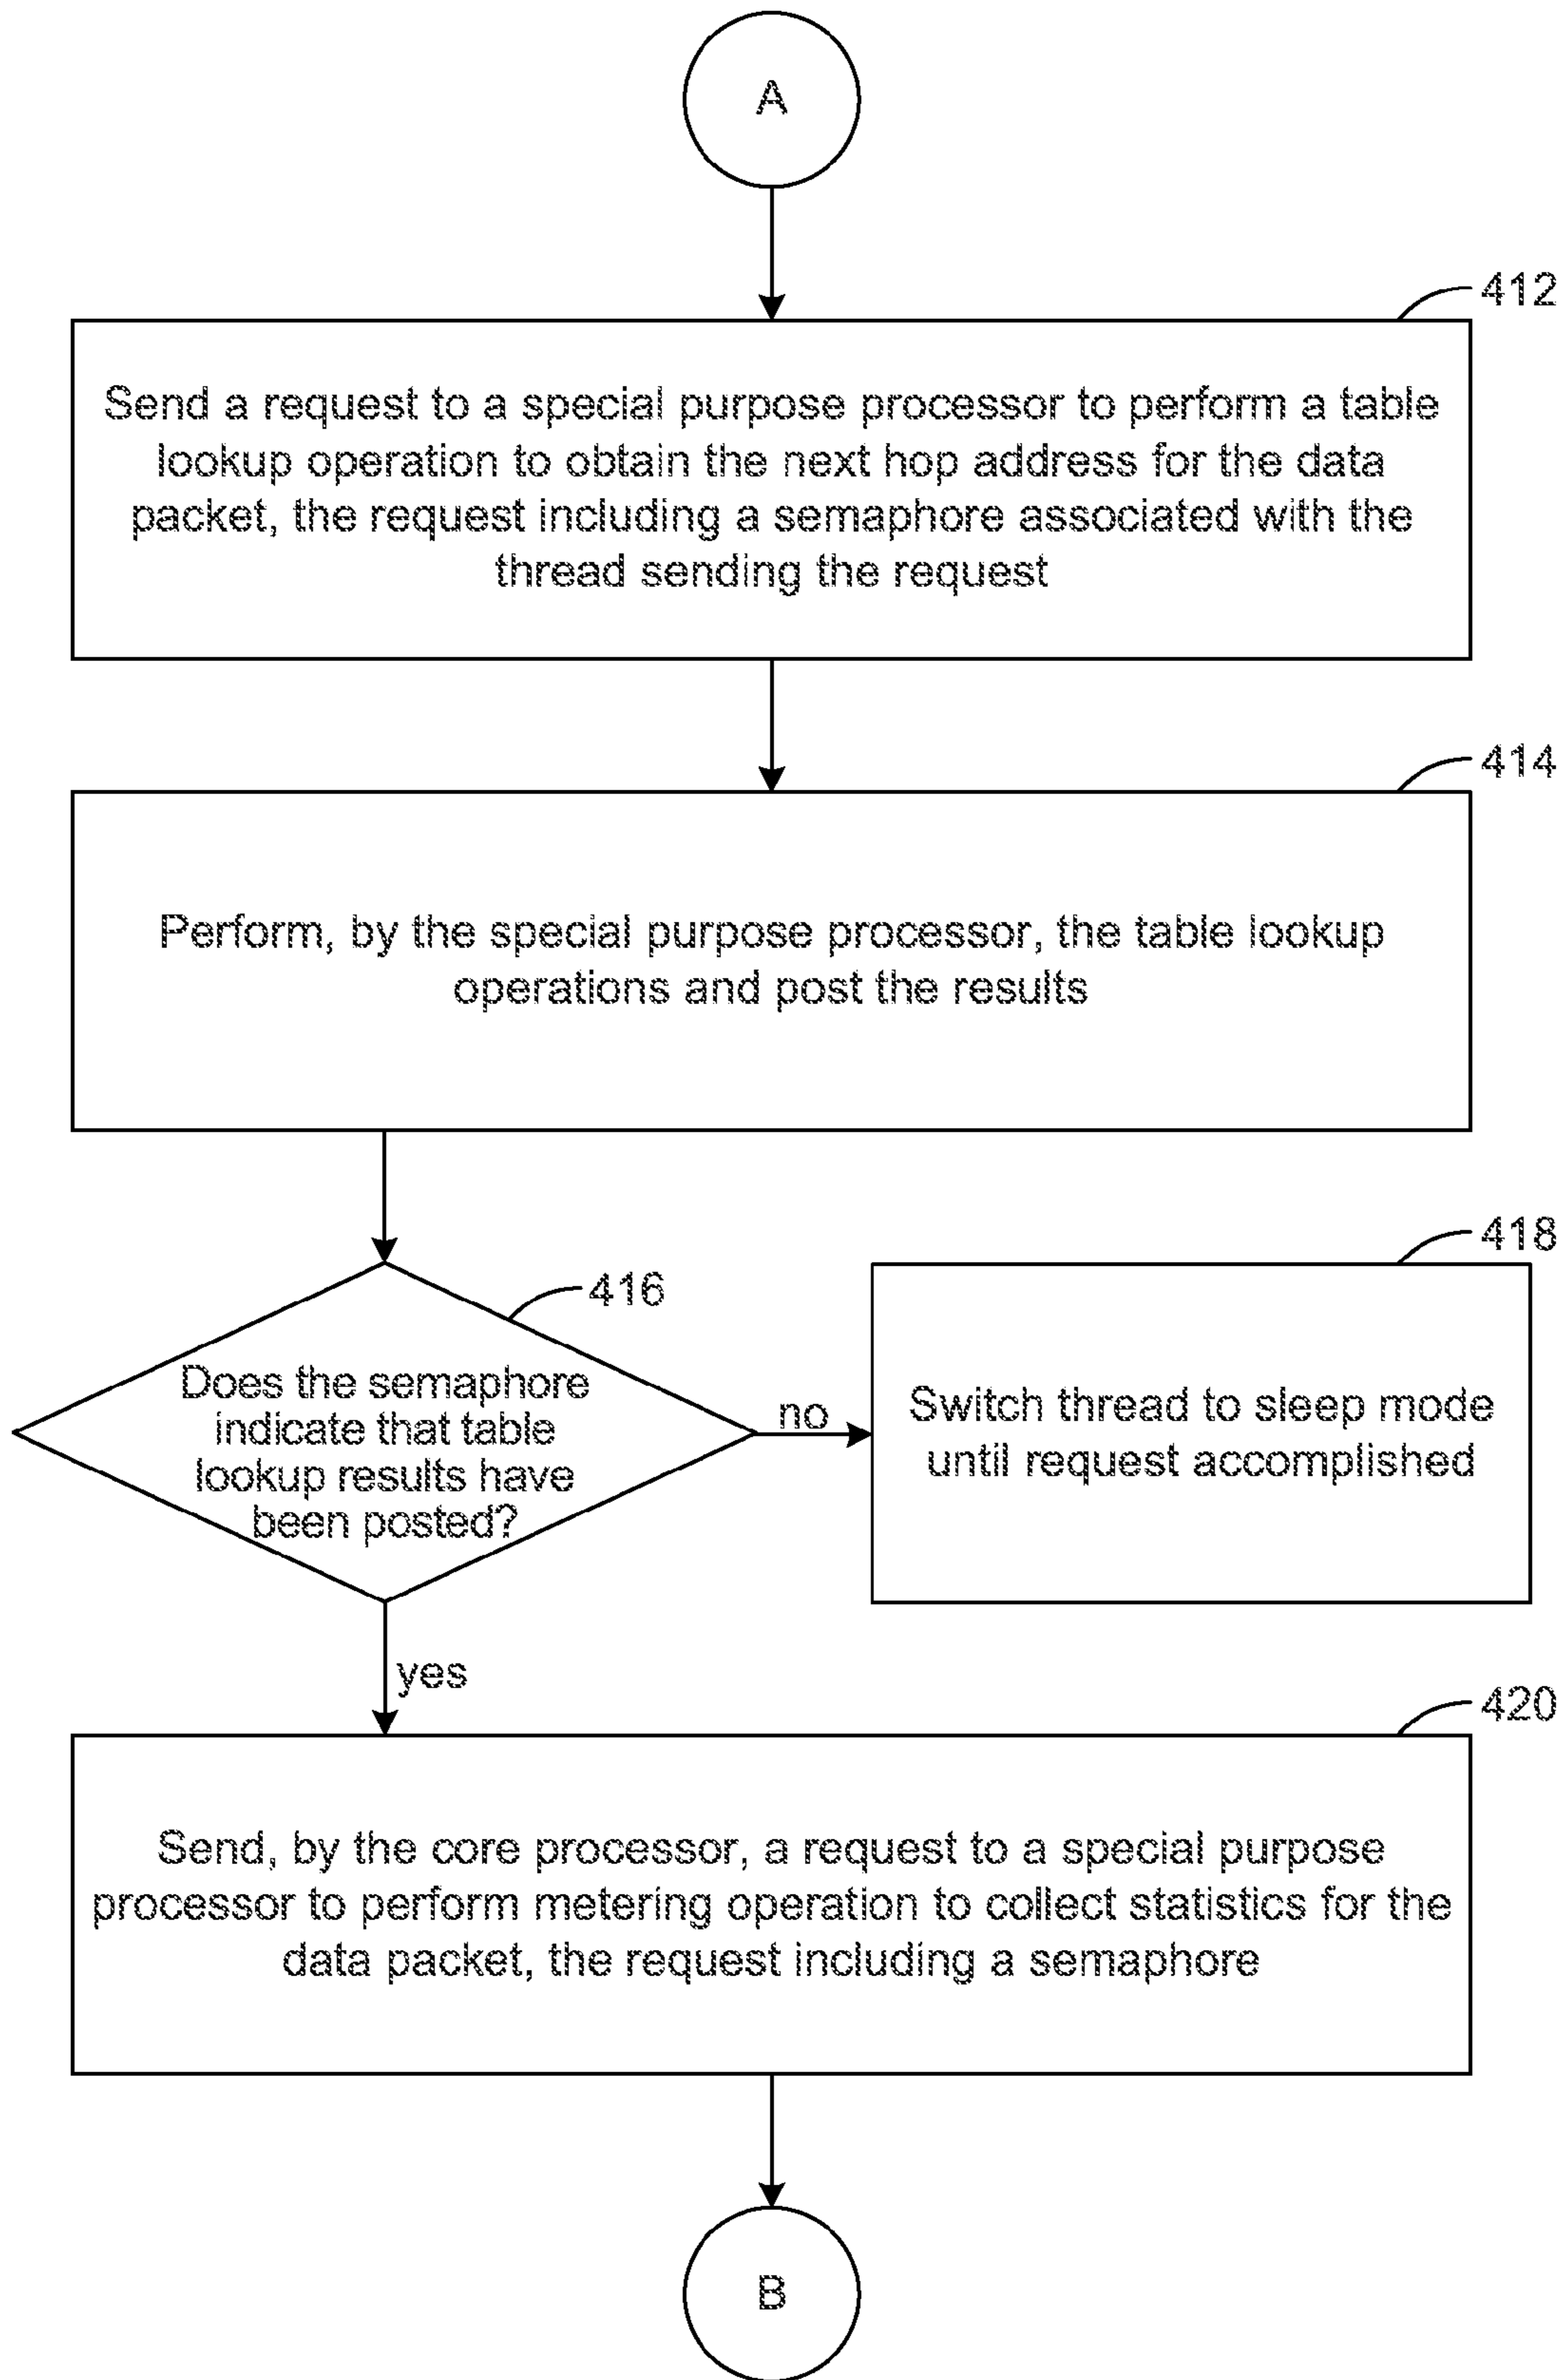 A
412
Send a request to a special purpose processor to perform a table
lookup operation to obtain the next hop address for the data
packet, the request including a semaphore associated with the
thread sending the request
414
Perform, by the special purpose processor, the table lookup
operations and post the results
416
Does the semaphore
indicate that table
lookup results have
been posted?
no
418
Switch thread to sleep mode
until request accomplished
yes
420
Send, by the core processor, a request to a special purpose
processor to perform metering operation to collect statistics for the
data packet, the request including a semaphore
B